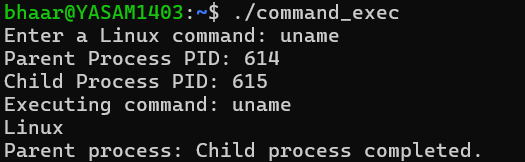 bhaar@YASAM1403:~$ ./command_exec
Enter a Linux command: uname
Parent Process PID: 614
Child Process PID: 615
Executing command: uname
Linux
Parent process: Child process completed.